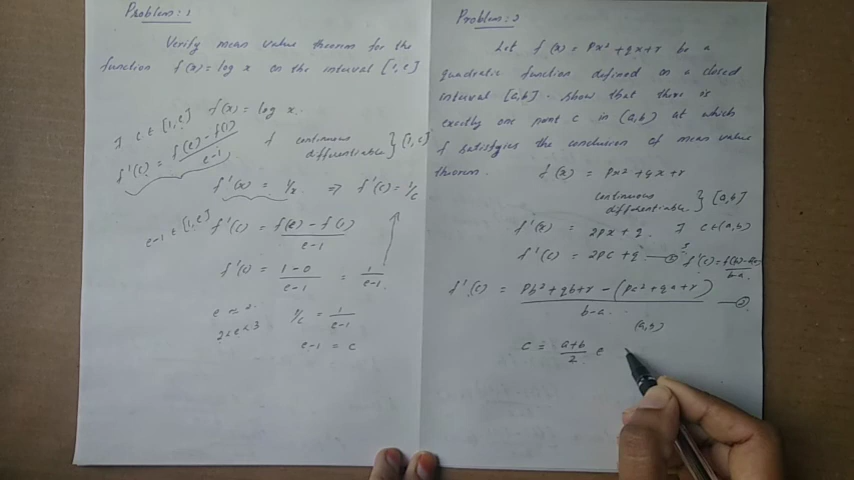 Problem: 1
Verify mean value theorem for the
function f(x) = log x on the interval [1, e]
f(x) = log x.
∃ c ∈ [1, e]
f'(c) = f(e) - f(1) / e-1
f continuous
differentiable } [1, e]
f'(x) = 1/x ⇒ f'(c) = 1/c
e-1 ∈ [1, e]
f'(c) = f(e) - f(1) / e-1
f'(c) = 1-0 / e-1 = 1 / e-1
2 < e < 3
1/c = 1 / e-1
e-1 = c
Let f(x) = px² + qx + r be a
quadratic function defined on a closed
interval [a,b]. show that there is
exactly one point c in (a,b) at which
f satisfies the conclusion of mean value
theorem.
f(x) = px² + qx + r
continuous
differentiable } [a,b]
f'(x) = 2px + q. ∃ c ∈ (a,b)
f'(c) = 2pc + q — ①
f'(c) = f(b) - f(a) / b-a
f'(c) = pb² + qb + r - (pa² + qa + r) / b-a — ②
(a,b)
c = a+b / 2 ∈